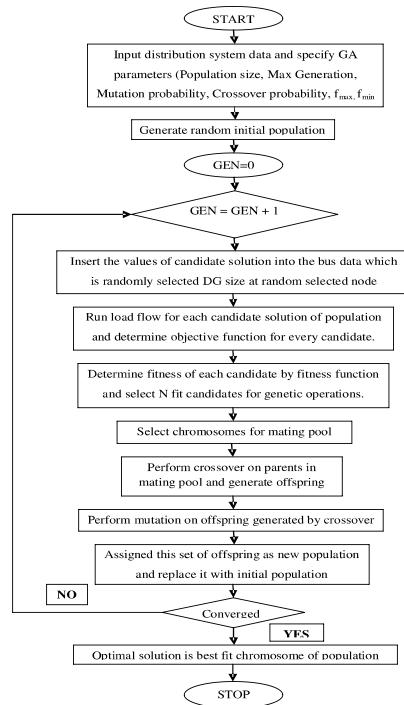 START
Input distribution system data and specify GA
parameters (Population size, Max Generation,
Mutation probability, Crossover probability, fmax, fmin
Generate random initial population
GEN=0
GEN = GEN + 1
Insert the values of candidate solution into the bus data which
is randomly selected DG size at random selected node
Run load flow for each candidate solution of population
and determine objective function for every candidate.
Determine fitness of each candidate by fitness function
and select N fit candidates for genetic operations.
Select chromosomes for mating pool
Perform crossover on parents in
mating pool and generate offspring
Perform mutation on offspring generated by crossover
Assigned this set of offspring as new population
and replace it with initial population
NO
Converged
YES
Optimal solution is best fit chromosome of population
STOP